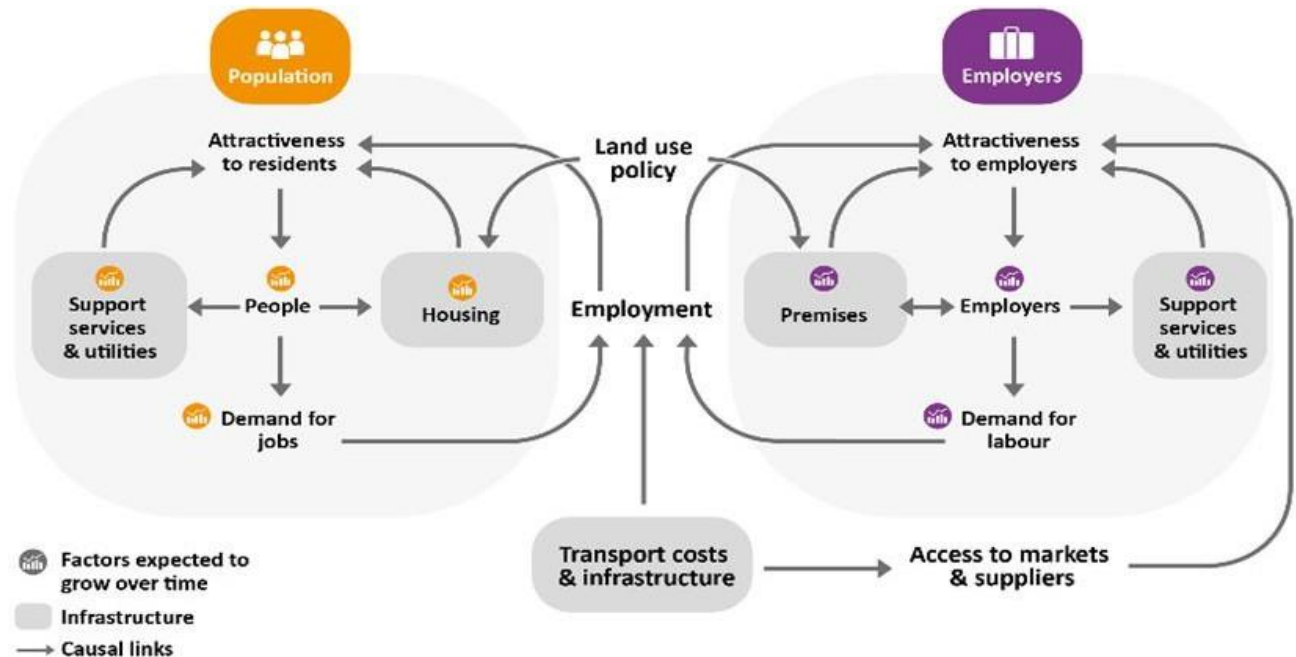 Population
Employers
Attractiveness
to residents
Land use
policy
Attractiveness
to employers
Support
services
& utilities
People
Housing
Employment
Premises
Employers
Support
services
& utilities
Demand for
jobs
Demand for
labour
Transport costs
& infrastructure
Access to markets
& suppliers
Factors expected to
grow over time
Infrastructure
Causal links